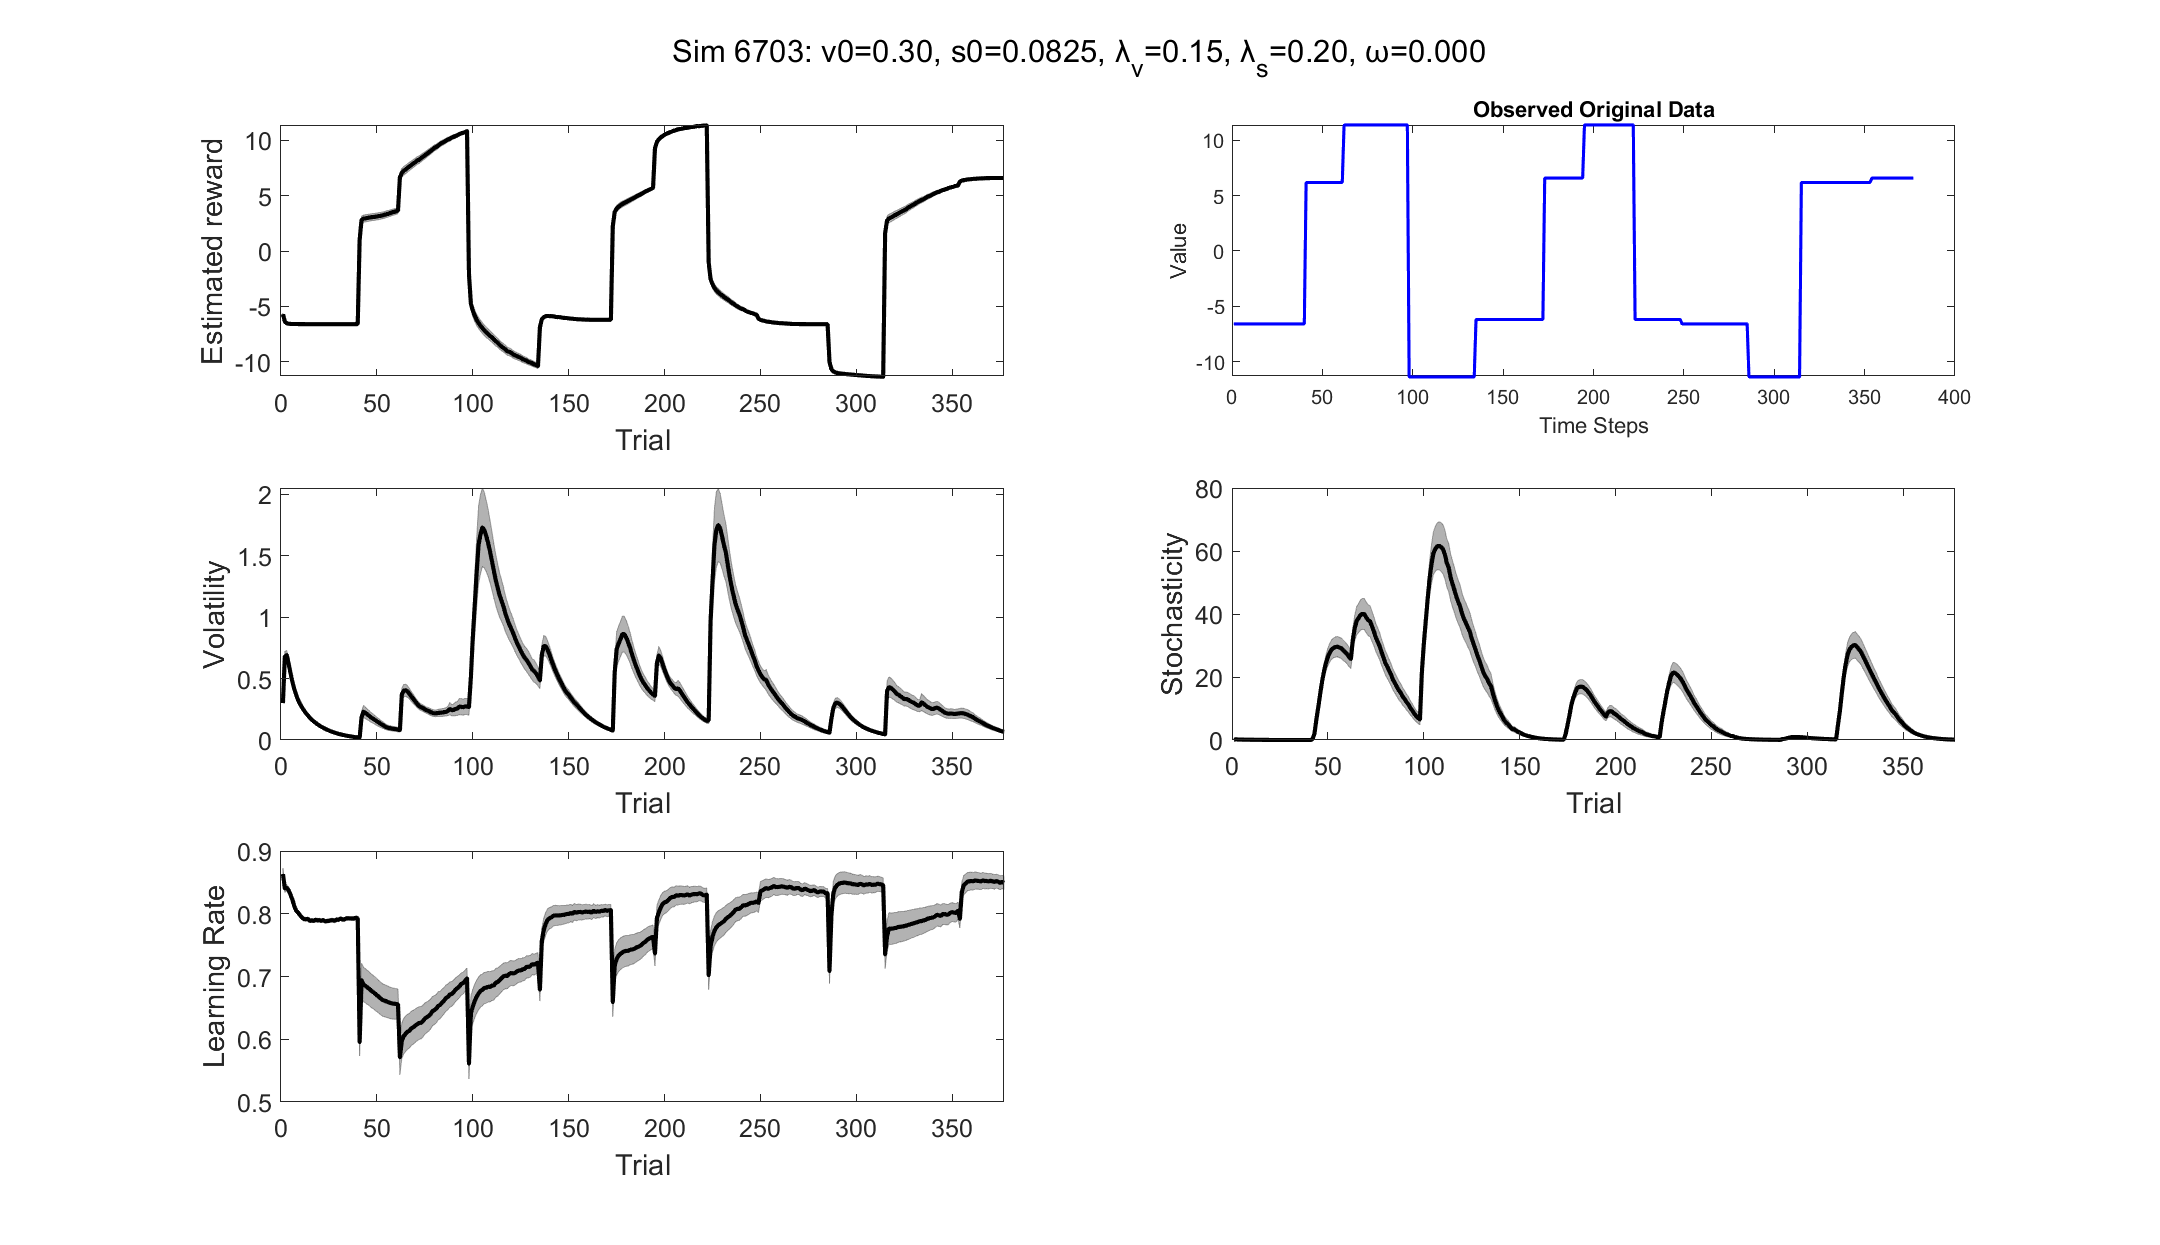 Sim 6703: v0=0.30, s0=0.0825, λv=0.15, λs=0.20, ω=0.000
Estimated reward
10
5
0
-5
-10
0 50 100 150 200 250 300 350
Trial
Observed Original Data
Value
10
5
0
-5
-10
0 50 100 150 200 250 300 350 400
Time Steps
Volatility
2
1.5
1
0.5
0
0 50 100 150 200 250 300 350
Trial
Stochasticity
80
60
40
20
0
0 50 100 150 200 250 300 350
Trial
Learning Rate
0.9
0.8
0.7
0.6
0.5
0 50 100 150 200 250 300 350
Trial